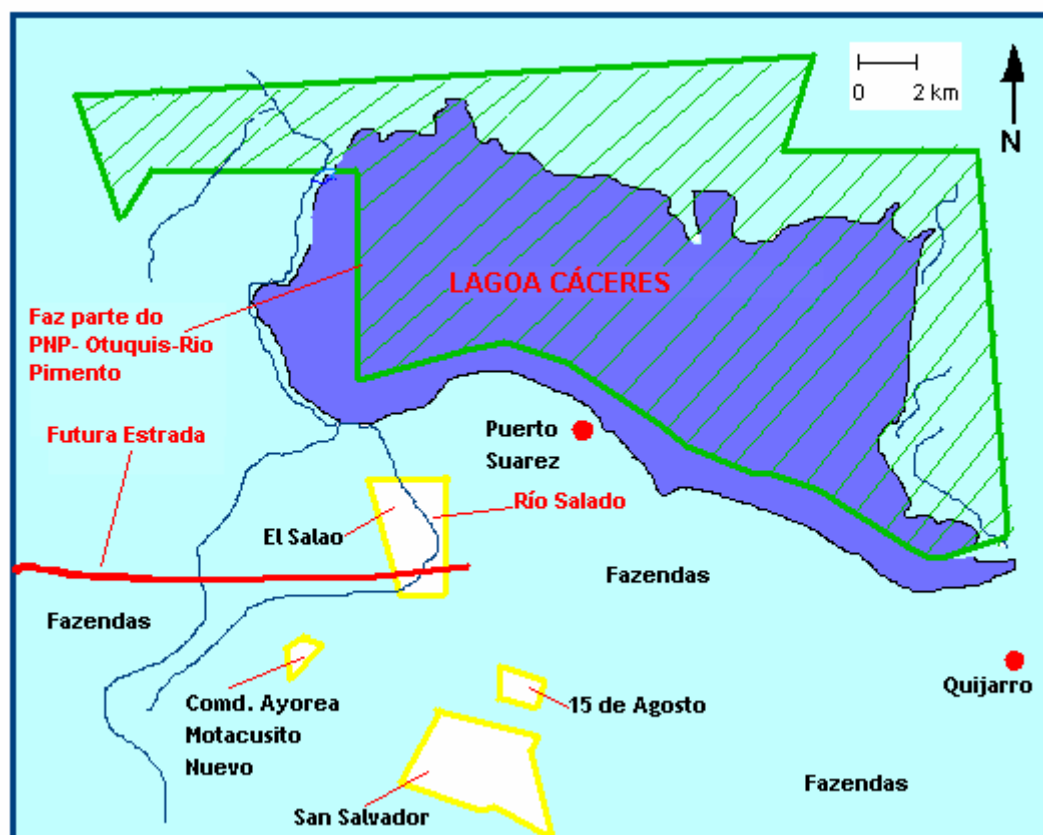 0 2 km
N
LAGOA CÁCERES
Faz parte do
PNP- Otuquis-Rio
Pimento
Futura Estrada
Puerto
Suarez
Río Salado
El Salao
Fazendas
Fazendas
Quijarro
Comd. Ayorea
Motacusito
Nuevo
15 de Agosto
Fazendas
San Salvador